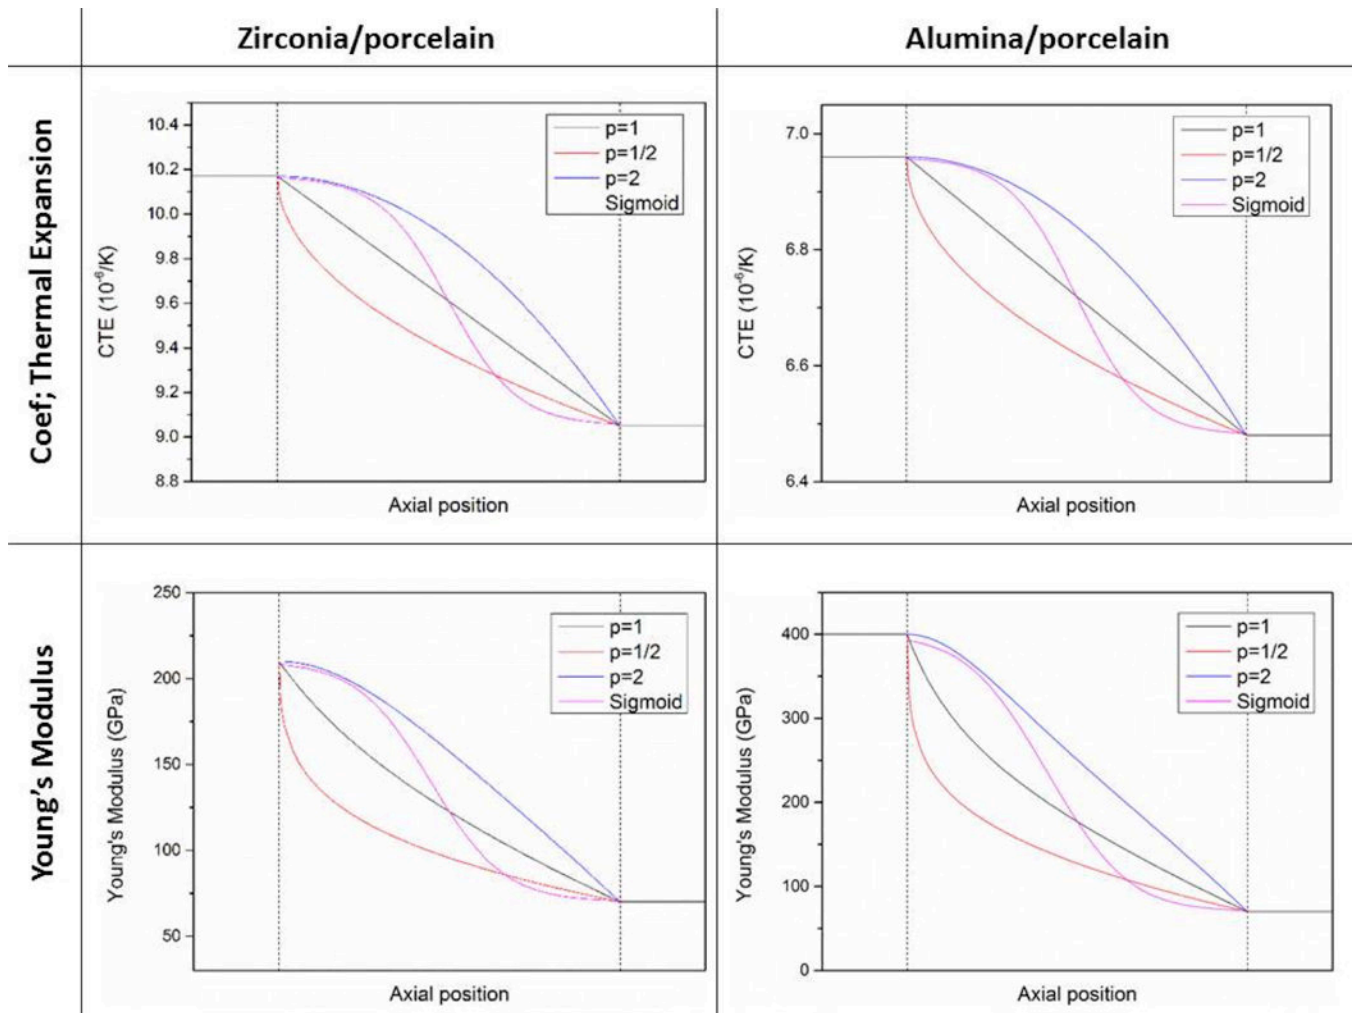 Zirconia/porcelain
Alumina/porcelain
Coef; Thermal Expansion
CTE (10⁻⁶/K)
10.4
10.2
10.0
9.8
9.6
9.4
9.2
9.0
8.8
p=1
p=1/2
p=2
Sigmoid
Axial position
CTE (10⁻⁶/K)
7.0
6.8
6.6
6.4
p=1
p=1/2
p=2
Sigmoid
Axial position
Young's Modulus
Young's Modulus (GPa)
250
200
150
100
50
p=1
p=1/2
p=2
Sigmoid
Axial position
Young's Modulus (GPa)
400
300
200
100
0
p=1
p=1/2
p=2
Sigmoid
Axial position